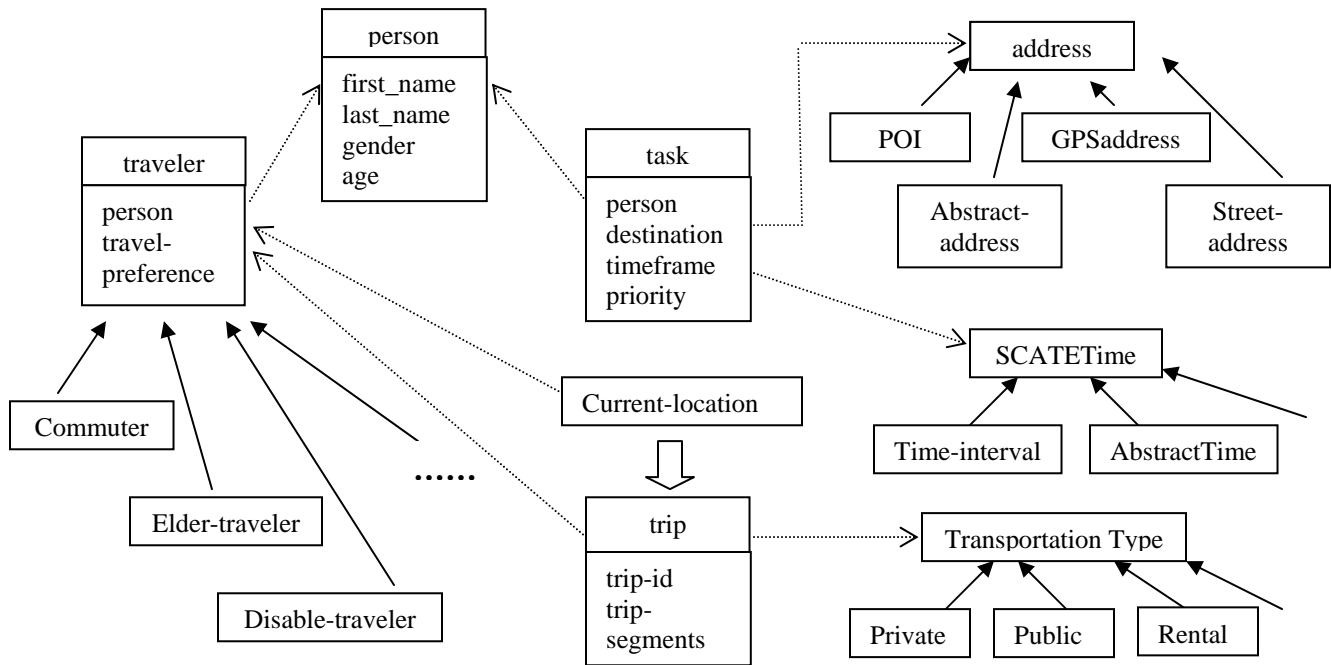 person
first_name
last_name
gender
age
traveler
person
travel-
preference
Commuter
Elder-traveler
Disable-traveler
......
task
person
destination
timeframe
priority
Current-location
trip
trip-id
trip-
segments
address
POI
GPSaddress
Abstract-
address
Street-
address
SCATETime
Time-interval
AbstractTime
Transportation Type
Private
Public
Rental